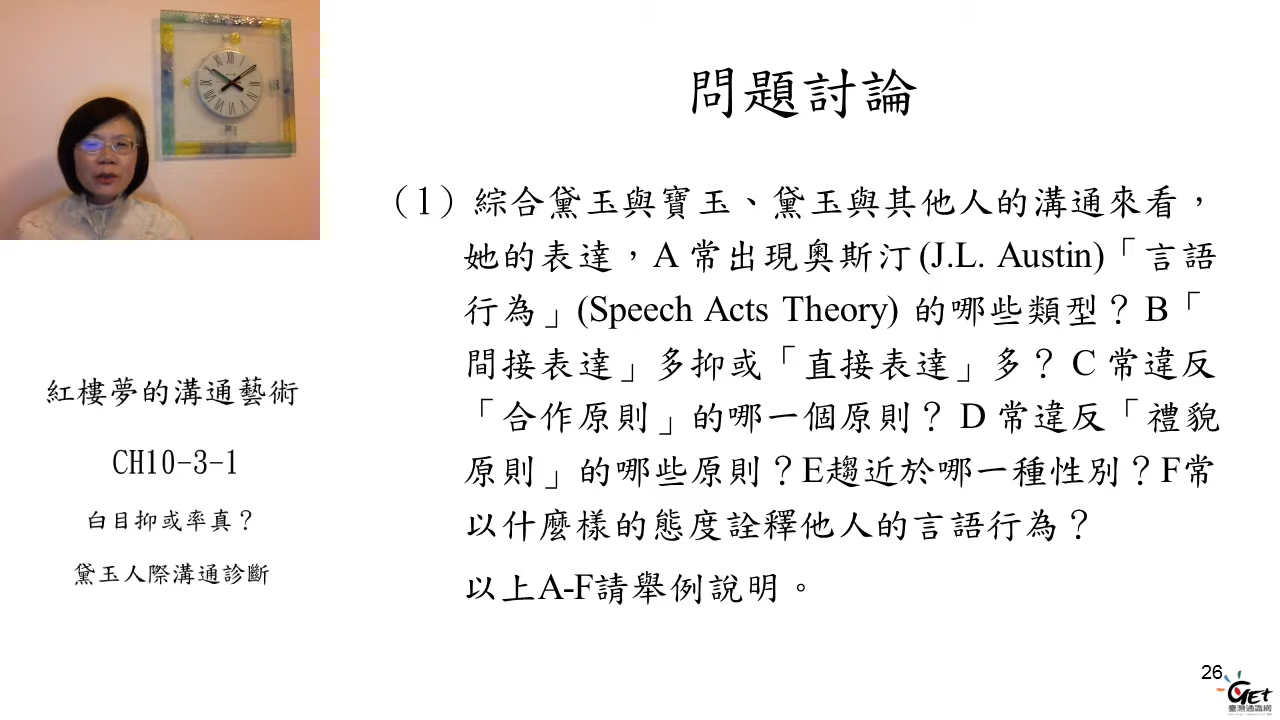 問題討論
（1）綜合黛玉與寶玉、黛玉與其他人的溝通來看，
她的表達，A 常出現奧斯汀(J.L. Austin)「言語
行為」(Speech Acts Theory) 的哪些類型？ B「
間接表達」多抑或「直接表達」多？ C 常違反
「合作原則」的哪一個原則？ D 常違反「禮貌
原則」的哪些原則？E趨近於哪一種性別？F常
以什麼樣的態度詮釋他人的言語行為？
以上A-F請舉例說明。
紅樓夢的溝通藝術
CH10-3-1
白目抑或率真？
黛玉人際溝通診斷
26
GET
臺灣通識網